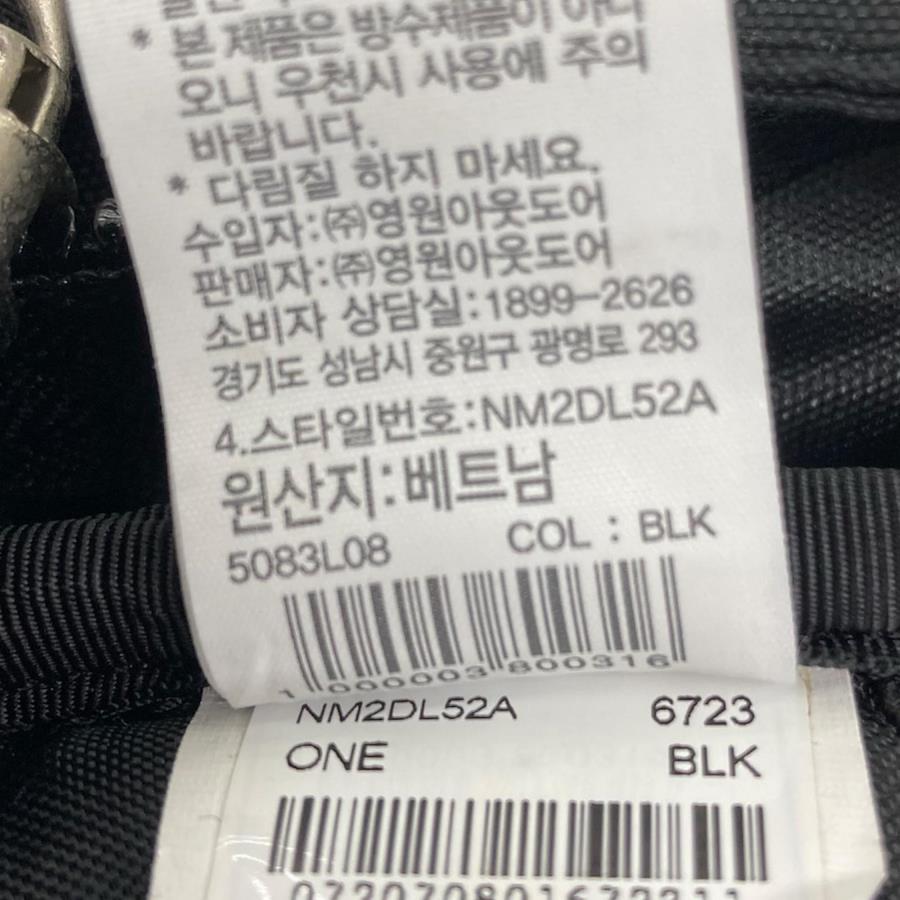 * 본 제품은 방수제품이 아니
오니 우천시 사용에 주의
바랍니다.
* 다림질 하지 마세요.
수입자:㈜영원아웃도어
판매자:㈜영원아웃도어
소비자 상담실:1899-2626
경기도 성남시 중원구 광명로 293
4.스타일번호:NM2DL52A
원산지:베트남
5083L08 COL : BLK
1 000003 800316
NM2DL52A 6723
ONE BLK